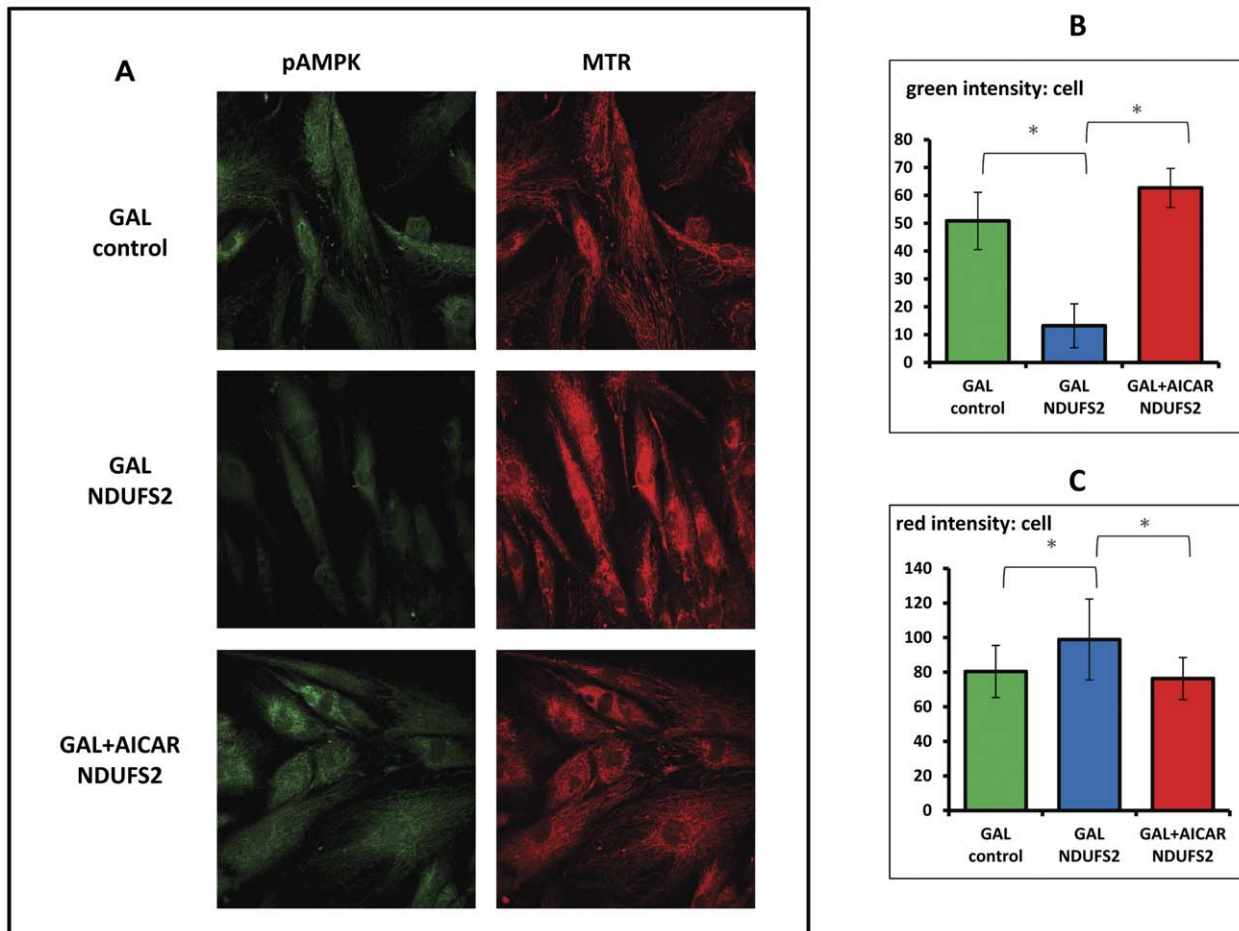 A
pAMPK
MTR
GAL
control
GAL
NDUFS2
GAL+AICAR
NDUFS2
B
green intensity: cell
*
*
80
70
60
50
40
30
20
10
0
GAL
control
GAL
NDUFS2
GAL+AICAR
NDUFS2
C
red intensity: cell
*
*
140
120
100
80
60
40
20
0
GAL
control
GAL
NDUFS2
GAL+AICAR
NDUFS2